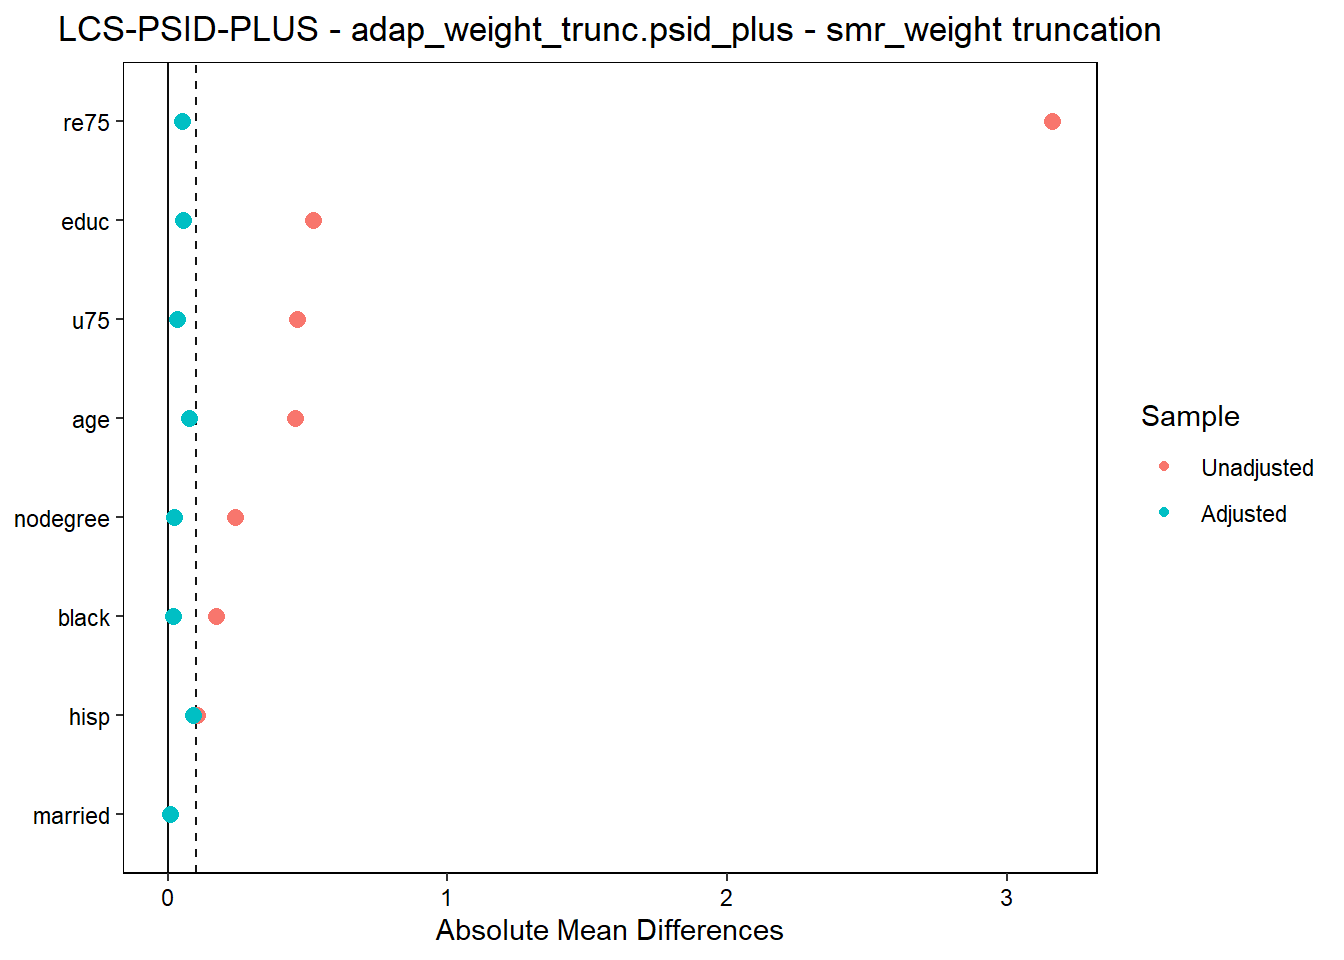 LCS-PSID-PLUS - adap_weight_trunc.psid_plus - smr_weight truncation
re75
educ
u75
age
nodegree
black
hisp
married
0 1 2 3
Absolute Mean Differences
Sample
Unadjusted
Adjusted